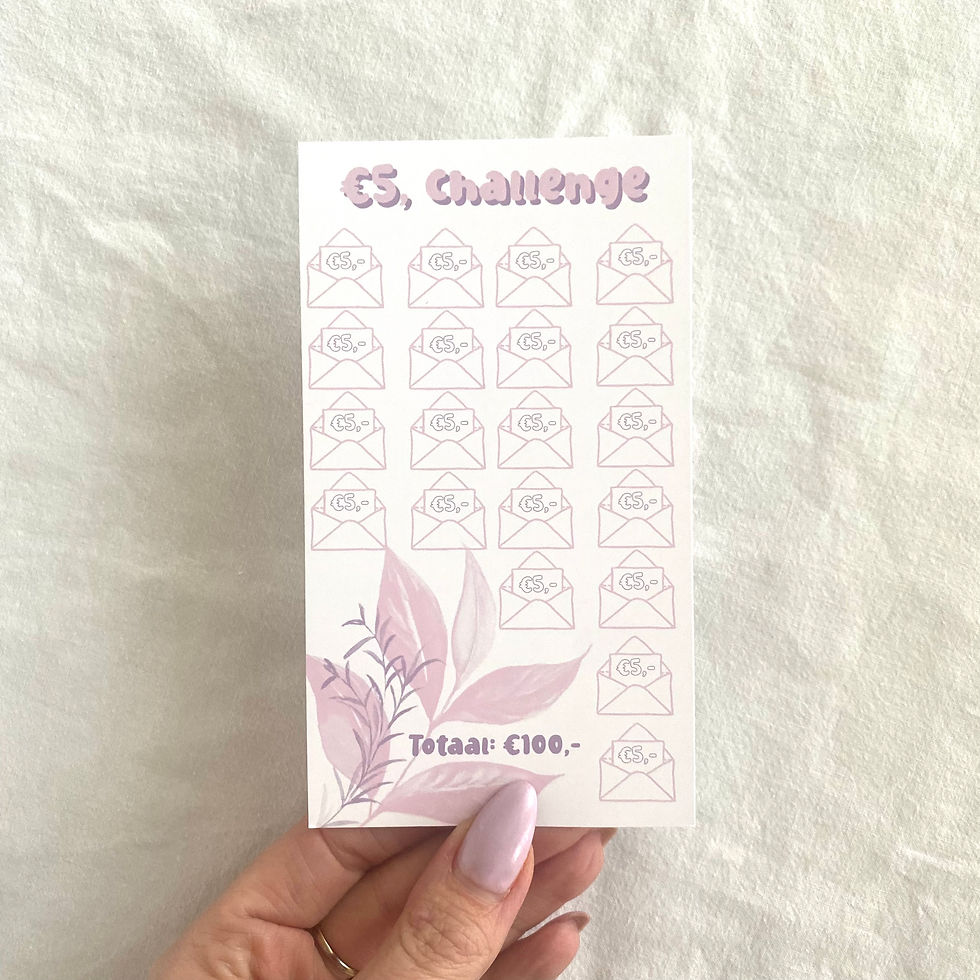 €5, Challenge
€5,- €5,- €5,- €5,-
€5,- €5,- €5,- €5,-
€5,- €5,- €5,- €5,-
€5,- €5,- €5,- €5,-
€5,- €5,-
€5,-
Totaal: €100,- €5,-